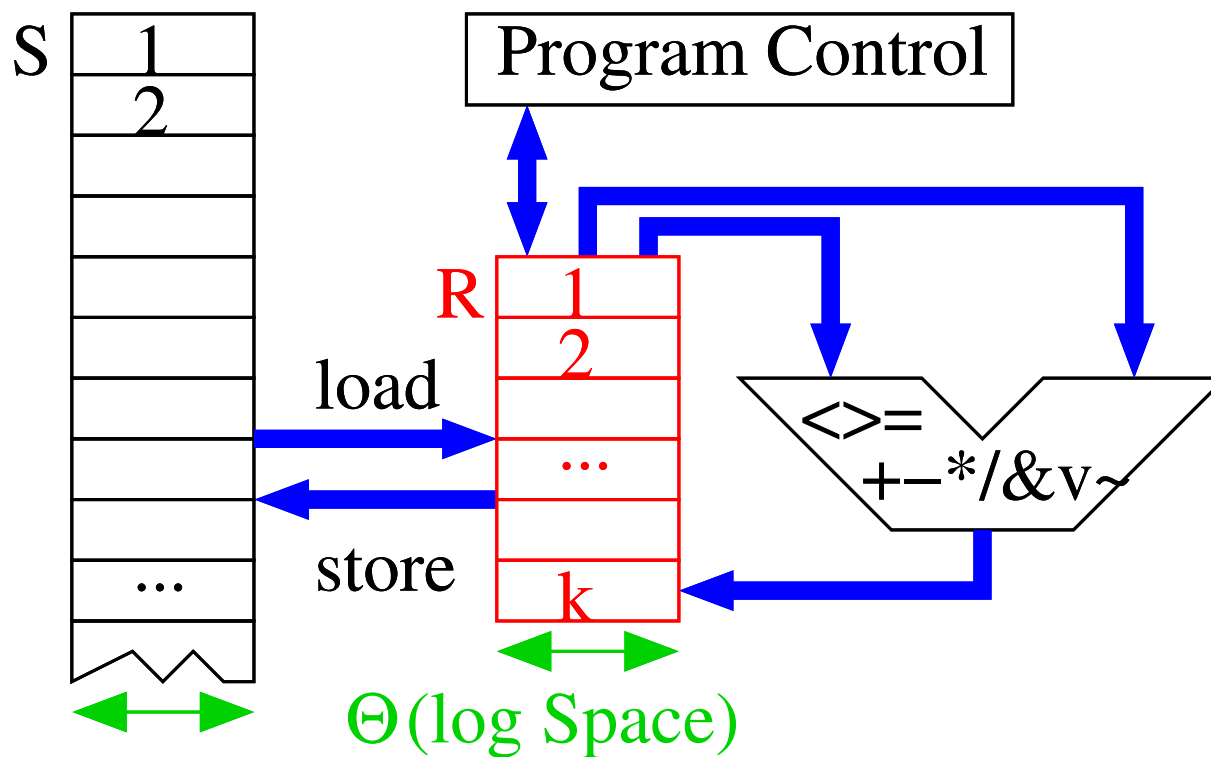 S
1
2
...
Program Control
R
1
2
...
k
load
store
<>=
+−*/&v~
Θ(log Space)